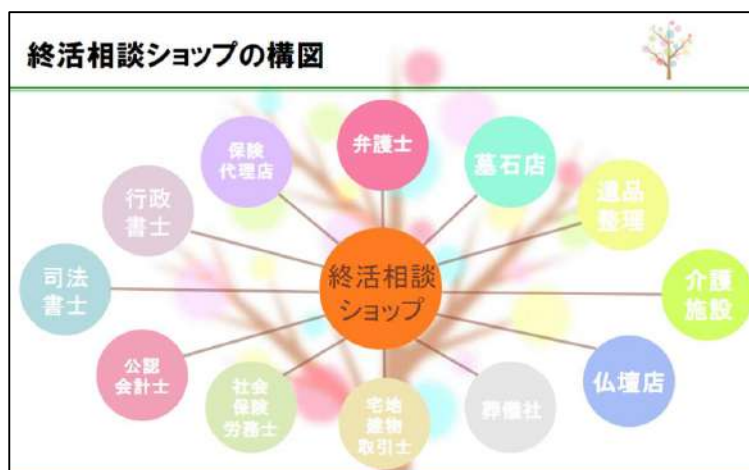 終活相談ショップの構図
弁護士
保険
代理店
墓石店
行政
書士
遺品
整理
司法
書士
終活相談
ショップ
介護
施設
公認
会計士
仏壇店
社会
保険
労務士
宅地
建物
取引士
葬儀社